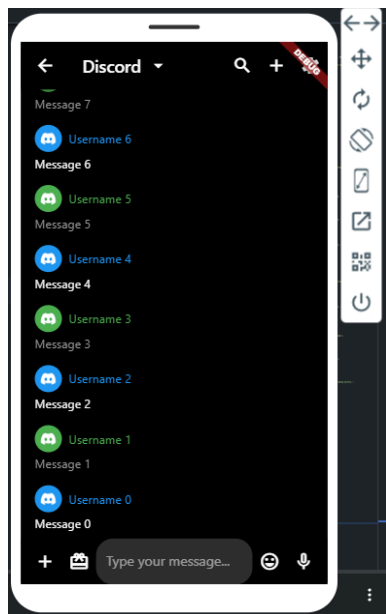 Discord
DEBUG
Message 7
Username 6
Message 6
Username 5
Message 5
Username 4
Message 4
Username 3
Message 3
Username 2
Message 2
Username 1
Message 1
Username 0
Message 0
Type your message...